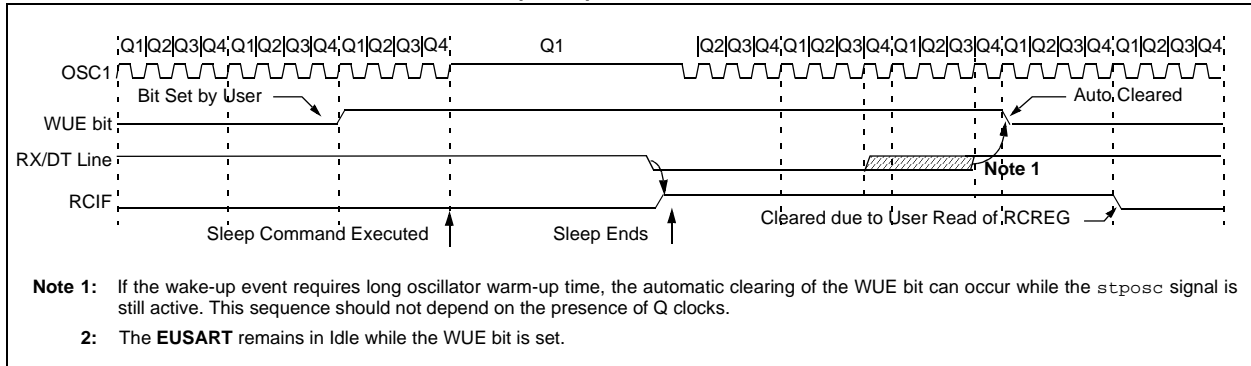 Q1 Q2 Q3 Q4 Q1 Q2 Q3 Q4 Q1 Q2 Q3 Q4 Q1 Q2 Q3 Q4 Q1 Q2 Q3 Q4 Q1 Q2 Q3 Q4 Q1 Q2 Q3 Q4 Q1 Q2 Q3 Q4
OSC1
Bit Set by User
Auto Cleared
WUE bit
RX/DT Line
Note 1
RCIF
Cleared due to User Read of RCREG
Sleep Command Executed
Sleep Ends
Note 1: If the wake-up event requires long oscillator warm-up time, the automatic clearing of the WUE bit can occur while the stposc signal is
still active. This sequence should not depend on the presence of Q clocks.
2: The EUSART remains in Idle while the WUE bit is set.